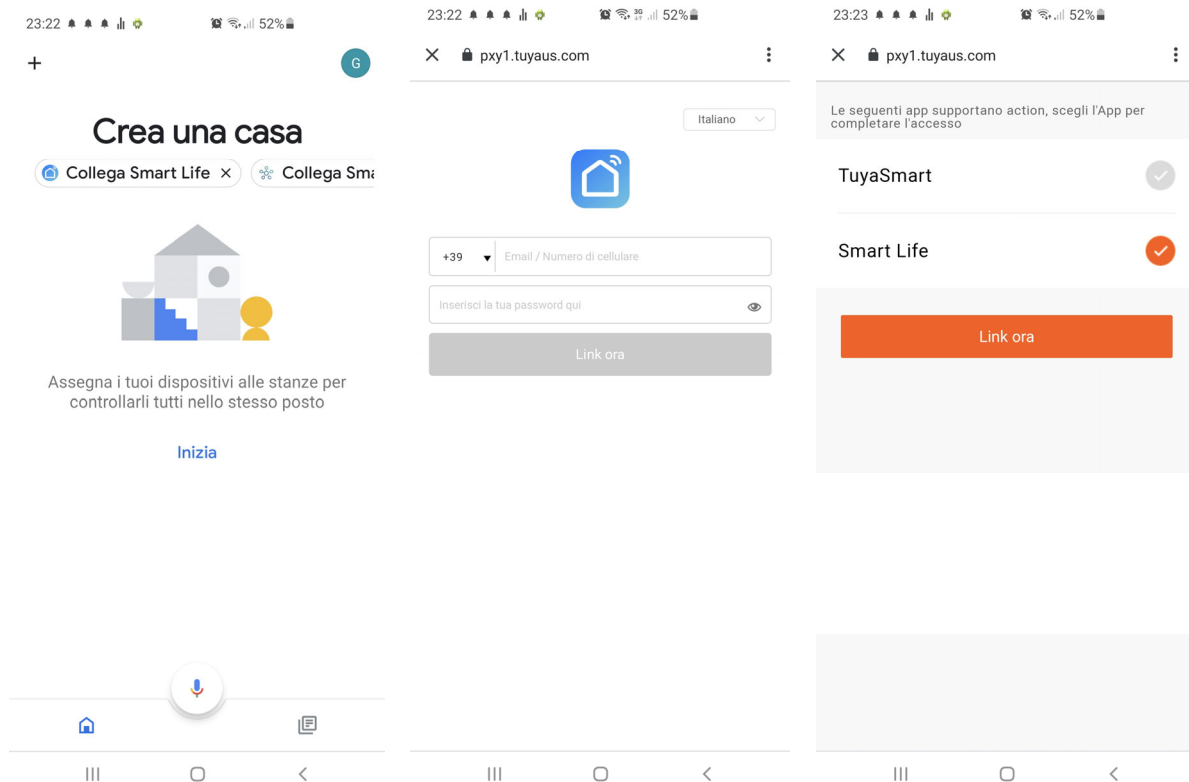 23:22 52%
G
Crea una casa
Collega Smart Life × Collega Sma
Assegna i tuoi dispositivi alle stanze per
controllarli tutti nello stesso posto
Inizia
23:22 3G 52%
pxy1.tuyaus.com
Italiano
+39 Email / Numero di cellulare
Inserisci la tua password qui
Link ora
23:23 52%
pxy1.tuyaus.com
Le seguenti app supportano action, scegli l'App per
completare l'accesso
TuyaSmart
Smart Life
Link ora